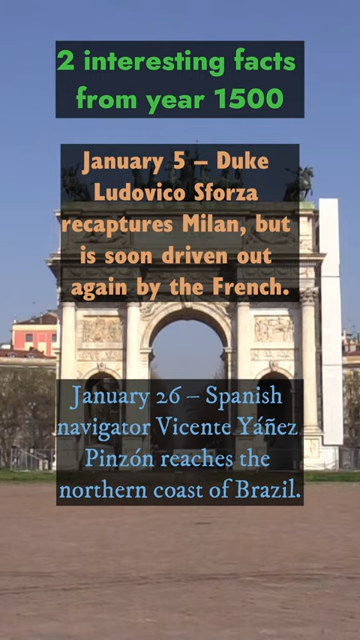 2 interesting facts
from year 1500
January 5 – Duke
Ludovico Sforza
recaptures Milan, but
is soon driven out
again by the French.
January 26 – Spanish
navigator Vicente Yáñez
Pinzón reaches the
northern coast of Brazil.